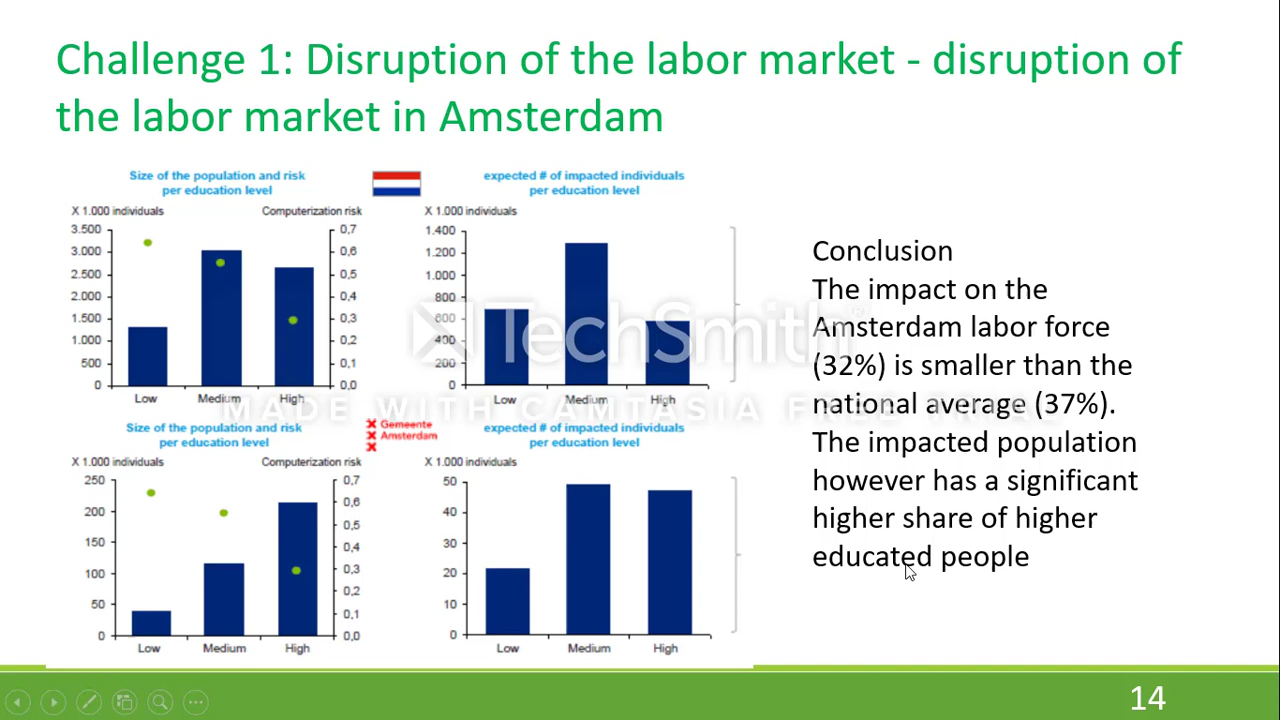 Challenge 1: Disruption of the labor market - disruption of
the labor market in Amsterdam
Size of the population and risk
per education level
X 1.000 individuals
Computerization risk
3.500
3.000
2.500
2.000
1.500
1.000
500
0
0,7
0,6
0,5
0,4
0,3
0,2
0,1
0,0
Low
Medium
High
expected # of impacted individuals
per education level
X 1.000 individuals
1.400
1.200
1.000
800
600
400
200
0
Low
Medium
High
Size of the population and risk
per education level
Gemeente
Amsterdam
X 1.000 individuals
Computerization risk
250
200
150
100
50
0
0,7
0,6
0,5
0,4
0,3
0,2
0,1
0,0
Low
Medium
High
expected # of impacted individuals
per education level
X 1.000 individuals
50
40
30
20
10
0
Low
Medium
High
Conclusion
The impact on the
Amsterdam labor force
(32%) is smaller than the
national average (37%).
The impacted population
however has a significant
higher share of higher
educated people
TechSmith®
MADE WITH CAMTASIA FREE TRIAL
14